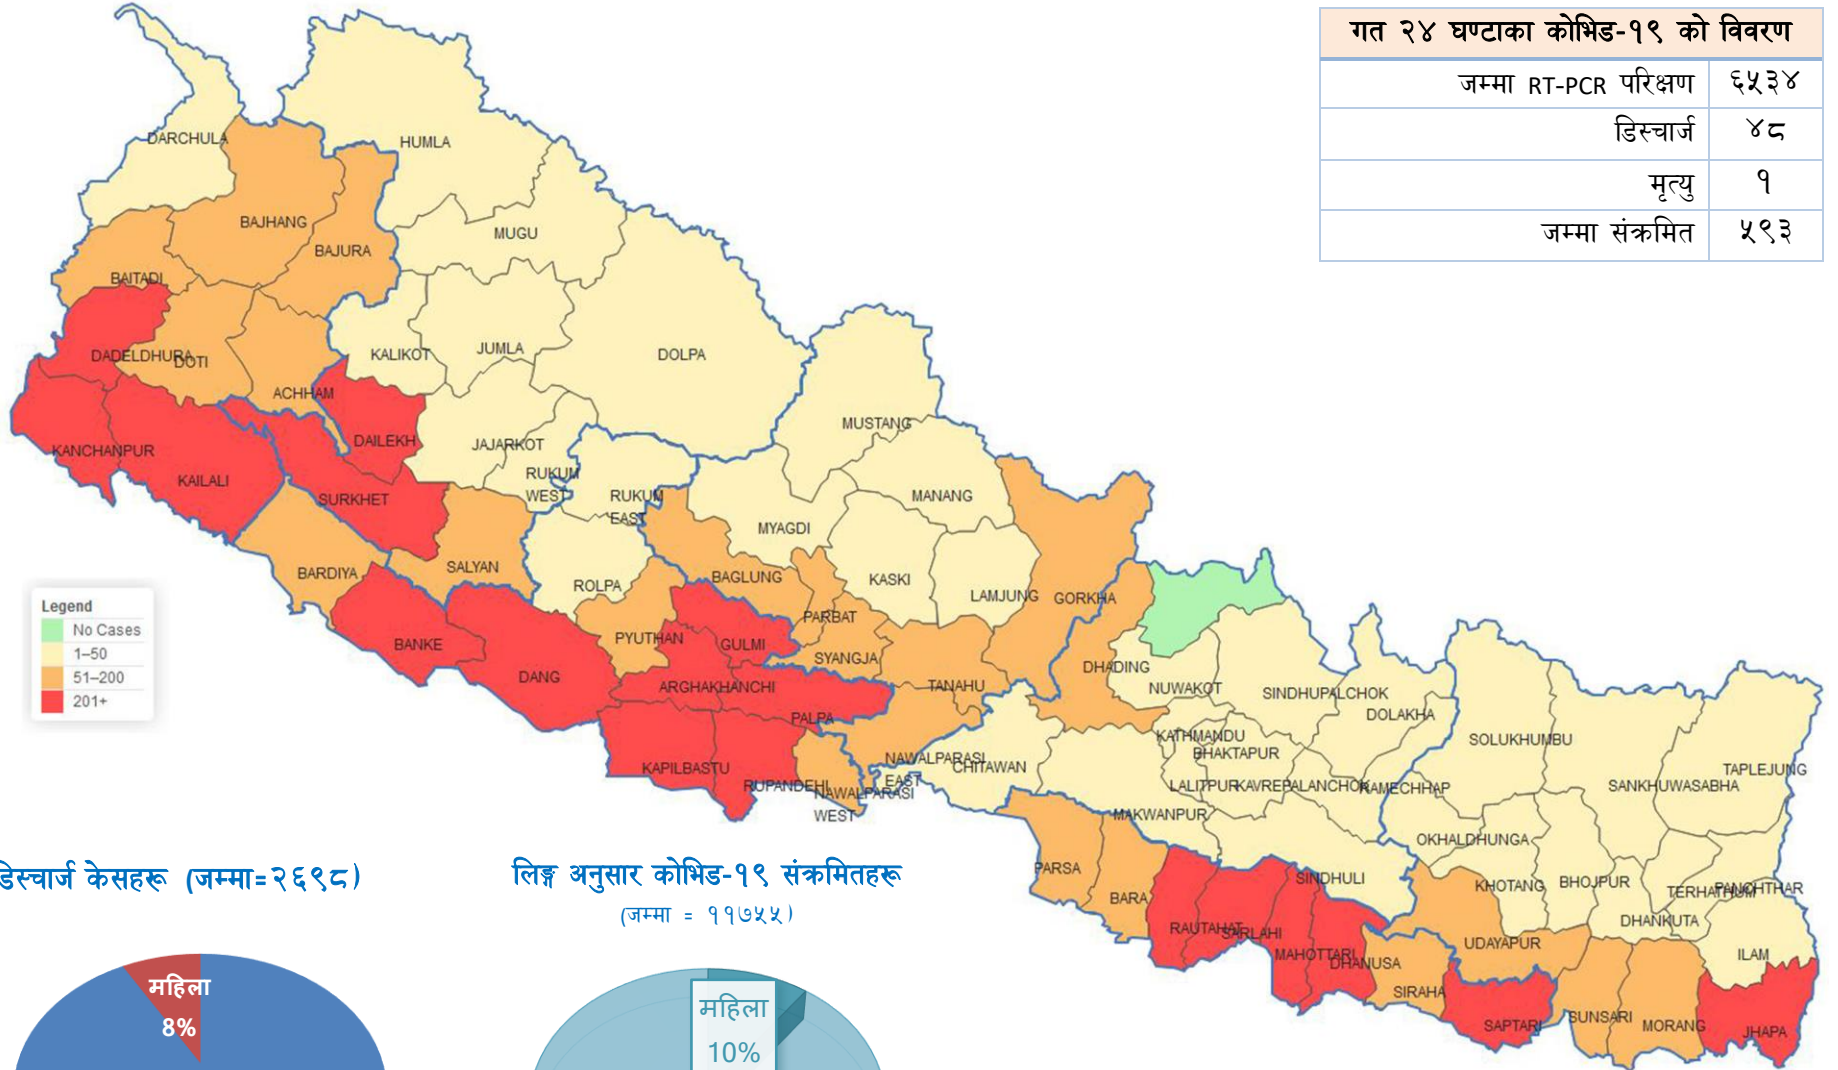 गत २४ घण्टाका कोभिड-१९ को विवरण
जम्मा RT-PCR परिक्षण ६५३४
डिस्चार्ज ४८
मृत्यु १
जम्मा संक्रमित ५९३
DARCHULA
HUMLA
BAJHANG
MUGU
BAJURA
BAITADI
DADELDHURA
DOTI
KALIKOT
JUMLA
DOLPA
ACHHAM
MUSTANG
DAILEKH
JAJARKOT
KANCHANPUR
KAILALI
RUKUM
WEST
SURKHET
RUKUM
EAST
MANANG
MYAGDI
BARDIYA
SALYAN
ROLPA
BAGLUNG
KASKI
LAMJUNG
GORKHA
PARBAT
BANKE
PYUTHAN
GULMI
SYANGJA
DHADING
DANG
ARGHAKHANCHI
TANAHU
NUWAKOT
SINDHUPALCHOK
DOLAKHA
PALPA
KATHMANDU
BHAKTAPUR
SOLUKHUMBU
KAPILBASTU
RUPANDEHI
NAWALPARASI
EAST
CHITAWAN
NAWALPARASI
WEST
LALITPUR
KAVREPALANCHOK
RAMECHHAP
SANKHUWASABHA
TAPLEJUNG
MAKWANPUR
OKHALDHUNGA
PARSA
BARA
SINDHULI
KHOTANG
BHOJPUR
TERHATHUM
PANCHTHAR
DHANKUTA
RAUTAHAT
SARLAHI
MAHOTTARI
DHANUSA
UDAYAPUR
ILAM
SIRAHA
SAPTARI
SUNSARI
MORANG
JHAPA
Legend
No Cases
1–50
51–200
201+
डिस्चार्ज केसहरू (जम्मा=२६९८)
महिला
8%
लिङ्ग अनुसार कोभिड-१९ संक्रमितहरू
(जम्मा = ११७५५)
महिला
10%